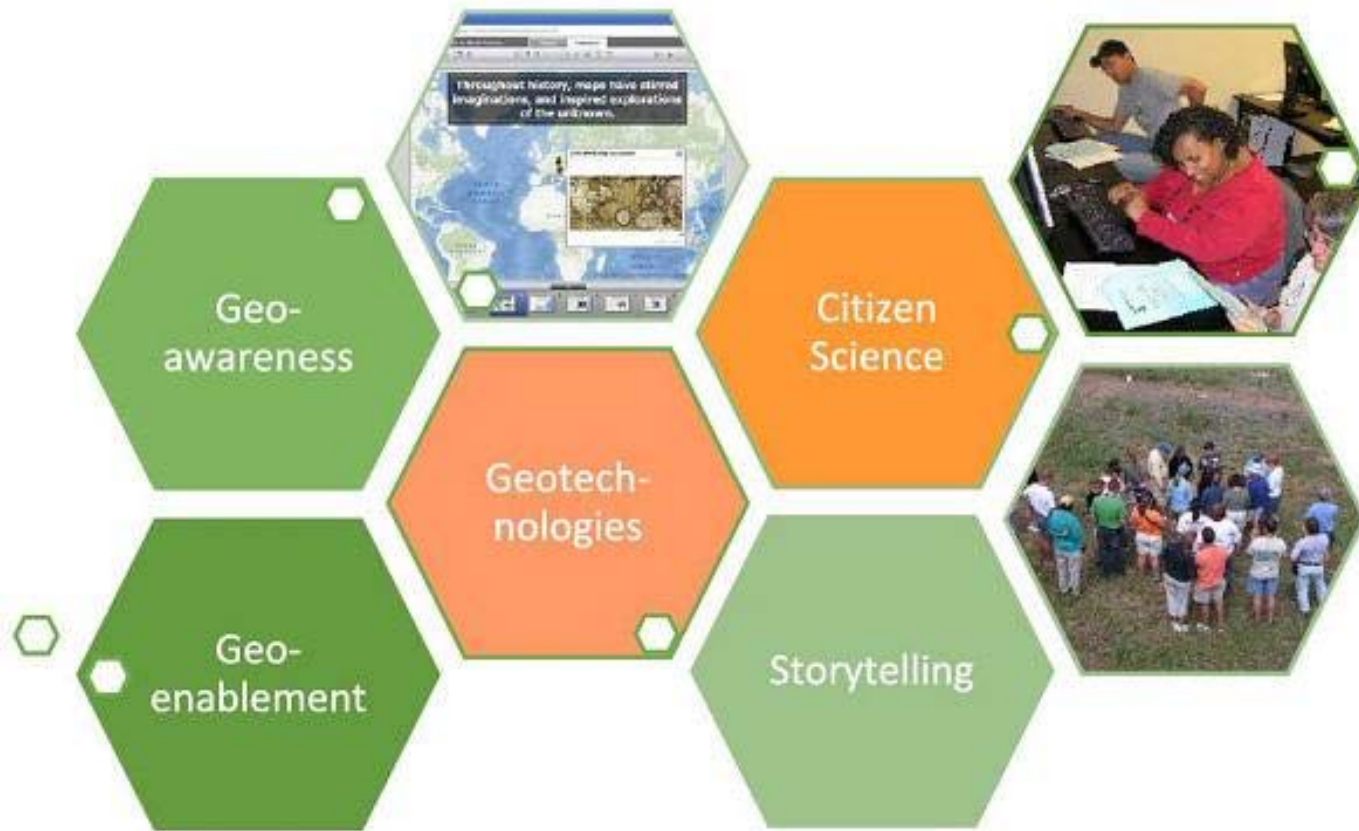 Throughout history, maps have stirred
imaginations, and inspired explorations
of the unknown.
Geo-
awareness
Citizen
Science
Geotech-
nologies
Geo-
enablement
Storytelling